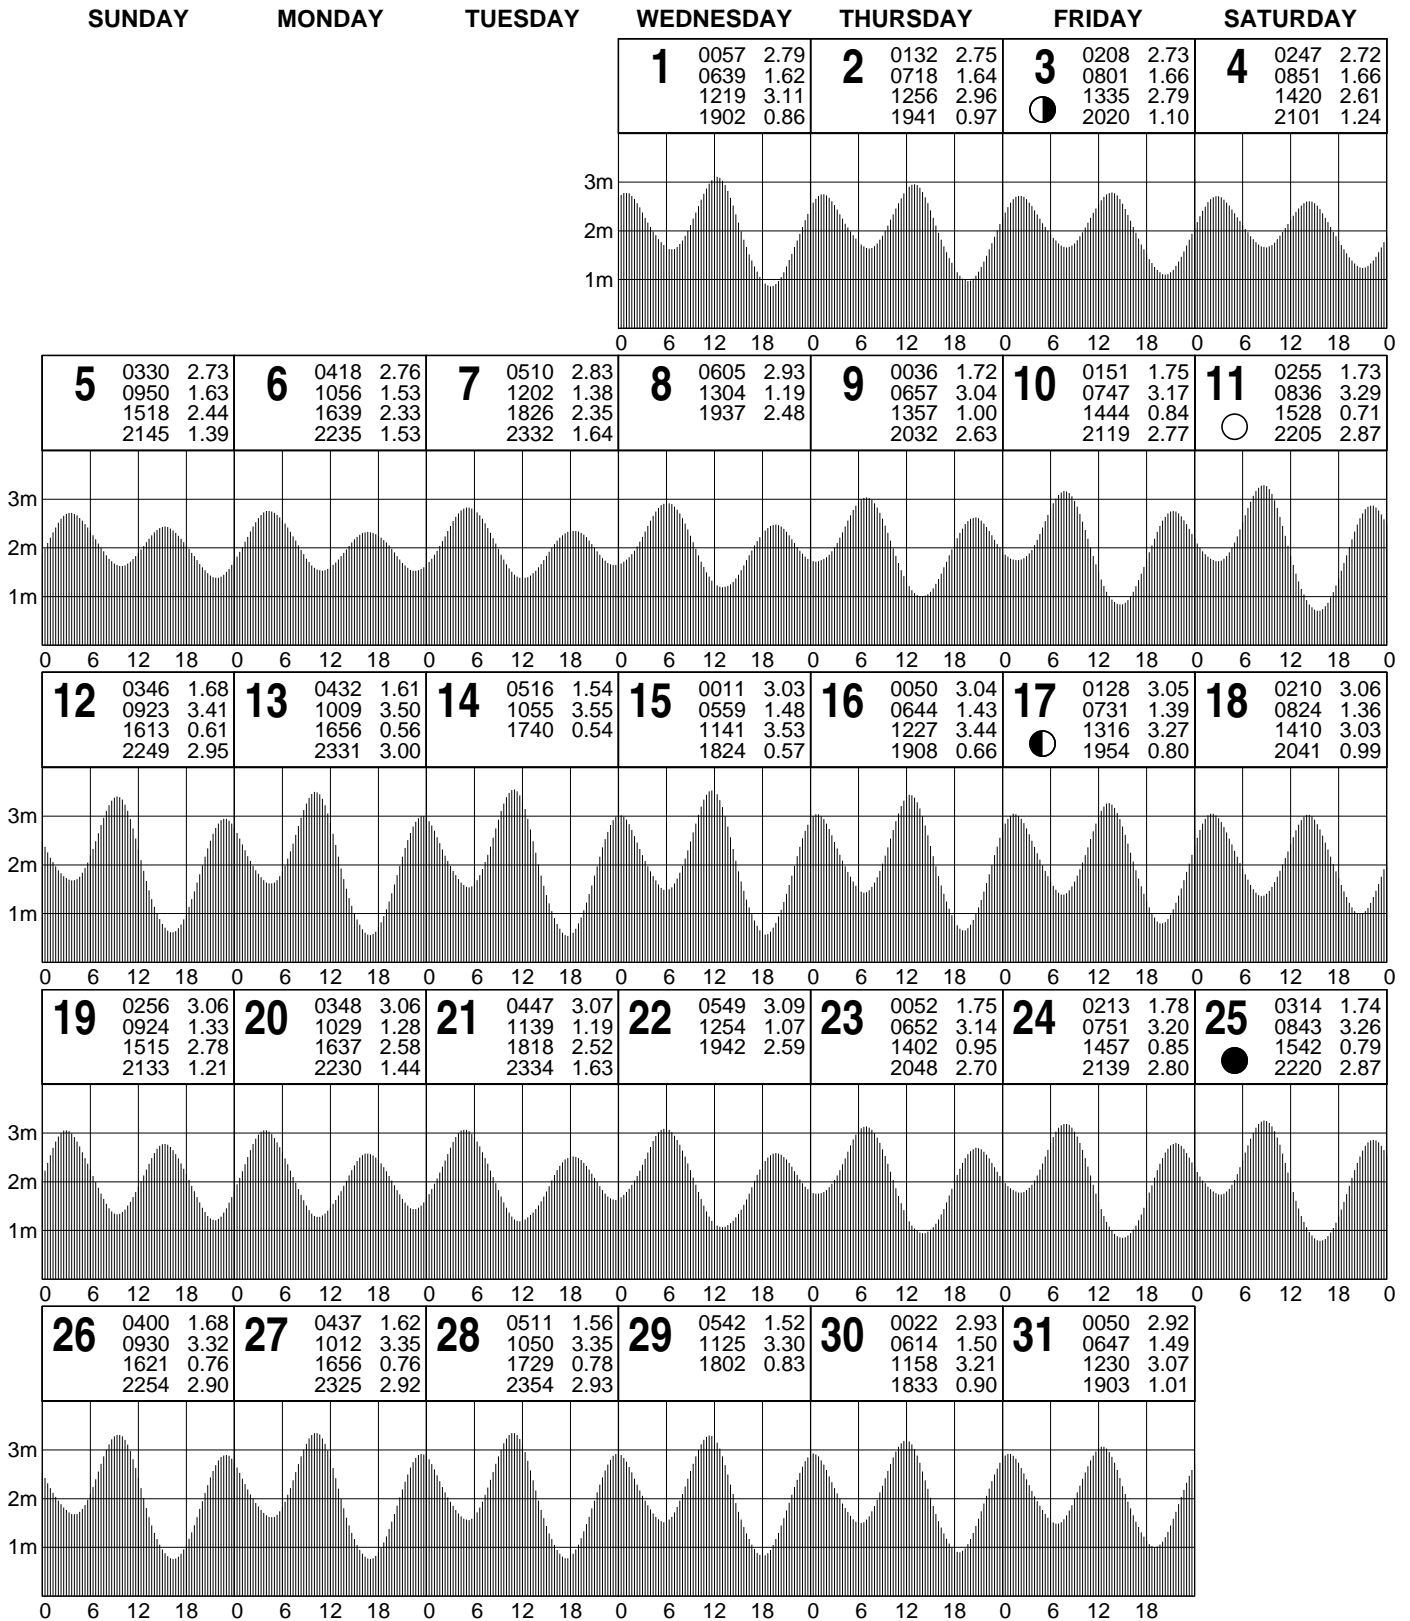 SUNDAY MONDAY TUESDAY WEDNESDAY THURSDAY FRIDAY SATURDAY
1 0057 2.79 2 0132 2.75 3 0208 2.73 4 0247 2.72
0639 1.62 0718 1.64 0801 1.66 0851 1.66
1219 3.11 1256 2.96 1335 2.79 1420 2.61
1902 0.86 1941 0.97 2020 1.10 2101 1.24
3m
2m
1m
0 6 12 18 0 6 12 18 0 6 12 18 0 6 12 18 0
5 0330 2.73 6 0418 2.76 7 0510 2.83 8 0605 2.93 9 0036 1.72 10 0151 1.75 11 0255 1.73
0950 1.63 1056 1.53 1202 1.38 1304 1.19 0657 3.04 0747 3.17 0836 3.29
1518 2.44 1639 2.33 1826 2.35 1937 2.48 1357 1.00 1444 0.84 1528 0.71
2145 1.39 2235 1.53 2332 1.64 2032 2.63 2119 2.77 2205 2.87
3m
2m
1m
0 6 12 18 0 6 12 18 0 6 12 18 0 6 12 18 0 6 12 18 0 6 12 18 0 6 12 18 0
12 0346 1.68 13 0432 1.61 14 0516 1.54 15 0011 3.03 16 0050 3.04 17 0128 3.05 18 0210 3.06
0923 3.41 1009 3.50 1055 3.55 0559 1.48 0644 1.43 0731 1.39 0824 1.36
1613 0.61 1656 0.56 1740 0.54 1141 3.53 1227 3.44 1316 3.27 1410 3.03
2249 2.95 2331 3.00 1824 0.57 1908 0.66 1954 0.80 2041 0.99
3m
2m
1m
0 6 12 18 0 6 12 18 0 6 12 18 0 6 12 18 0 6 12 18 0 6 12 18 0 6 12 18 0
19 0256 3.06 20 0348 3.06 21 0447 3.07 22 0549 3.09 23 0052 1.75 24 0213 1.78 25 0314 1.74
0924 1.33 1029 1.28 1139 1.19 1254 1.07 0652 3.14 0751 3.20 0843 3.26
1515 2.78 1637 2.58 1818 2.52 1942 2.59 1402 0.95 1457 0.85 1542 0.79
2133 1.21 2230 1.44 2334 1.63 2048 2.70 2139 2.80 2220 2.87
3m
2m
1m
0 6 12 18 0 6 12 18 0 6 12 18 0 6 12 18 0 6 12 18 0 6 12 18 0 6 12 18 0
26 0400 1.68 27 0437 1.62 28 0511 1.56 29 0542 1.52 30 0022 2.93 31 0050 2.92
0930 3.32 1012 3.35 1050 3.35 1125 3.30 0614 1.50 0647 1.49
1621 0.76 1656 0.76 1729 0.78 1802 0.83 1158 3.21 1230 3.07
2254 2.90 2325 2.92 2354 2.93 1833 0.90 1903 1.01
3m
2m
1m
0 6 12 18 0 6 12 18 0 6 12 18 0 6 12 18 0 6 12 18 0 6 12 18 0